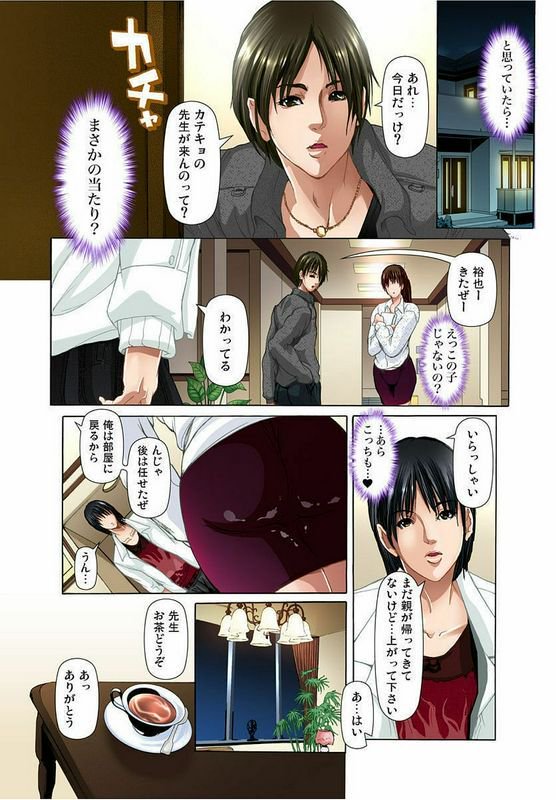 と思っていたら…
あれ…
今日だっけ?
カテキョの
先生が来んのって?
カチャ
まさかの当たり?
裕也ー
きたぜー
えっこの子
じゃないの?
わかってる
いらっしゃい
…あら
こっちも…♥
まだ親が帰ってきて
ないけど…上がって下さい
あ…はい
んじゃ
後は任せたぜ
俺は部屋に
戻るから
うん…
先生
お茶どうぞ
あっ
ありがとう